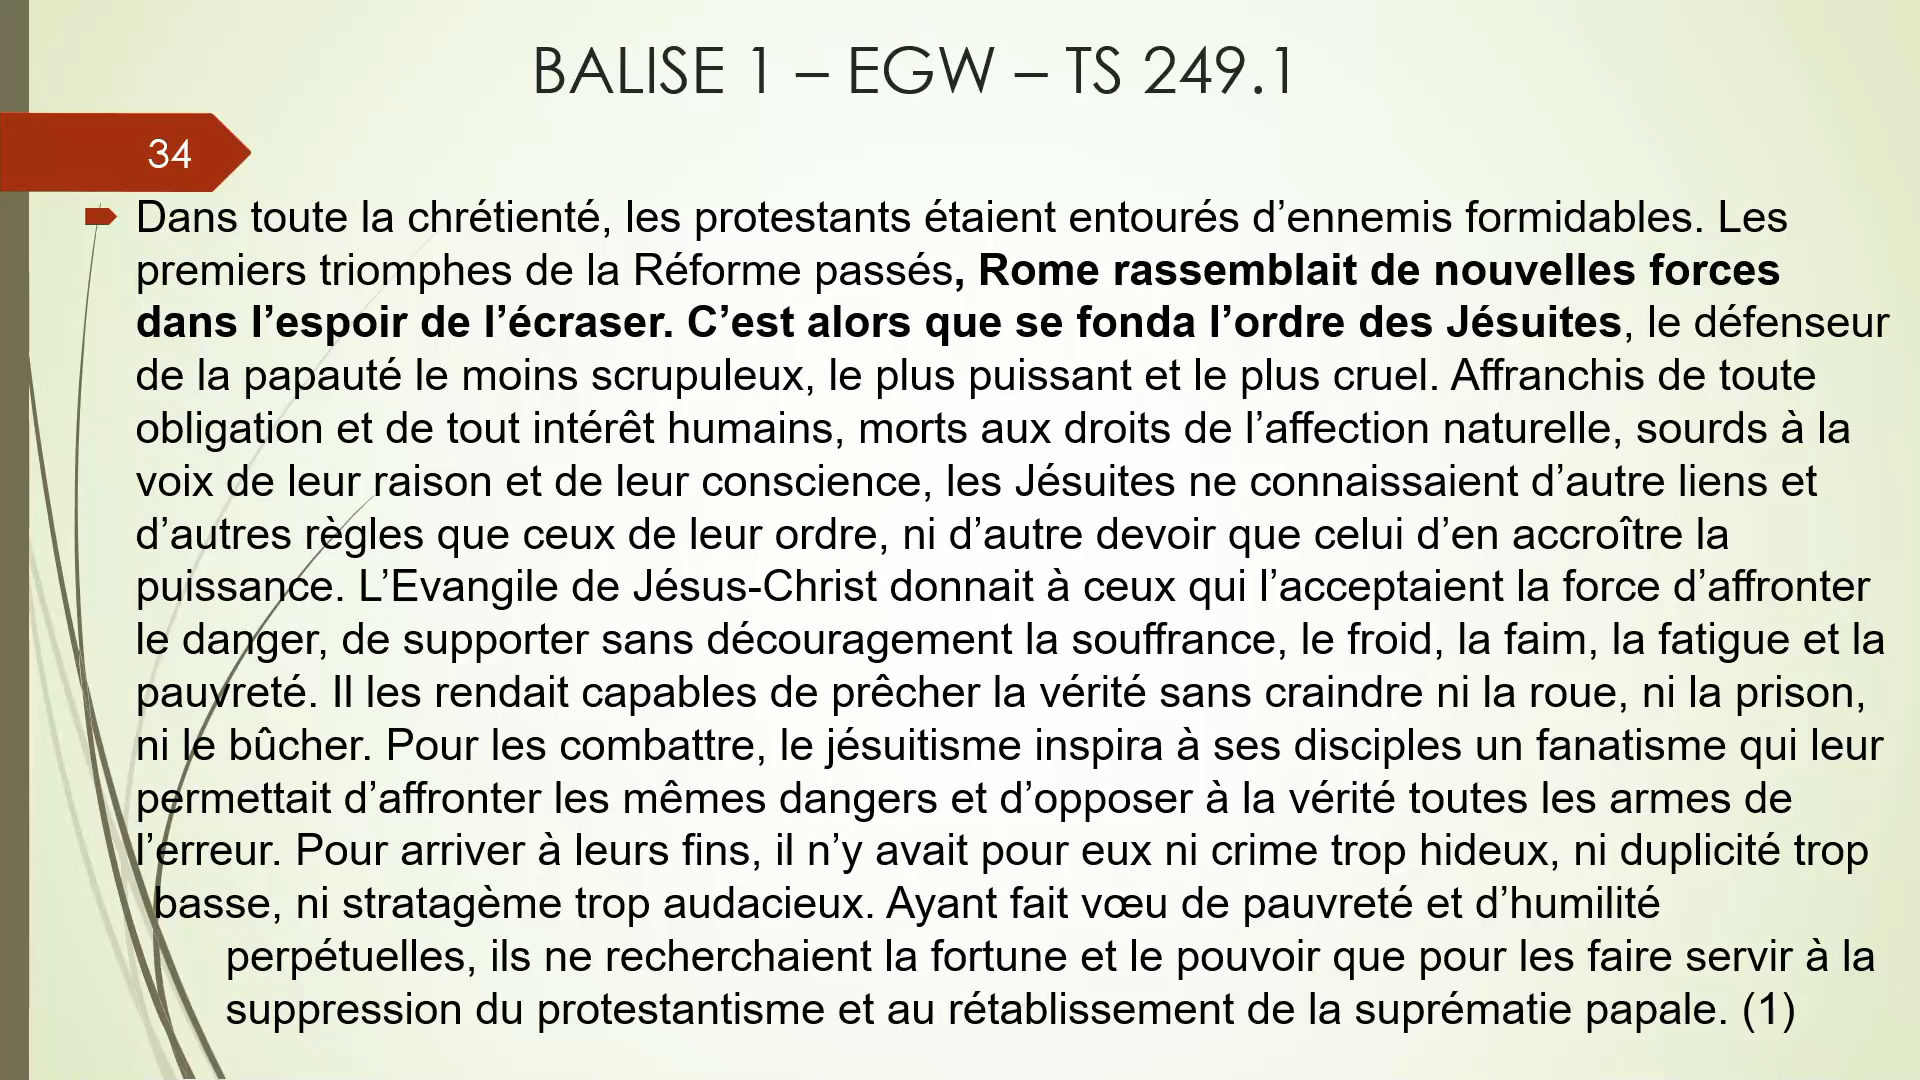 BALISE 1 – EGW – TS 249.1
34
Dans toute la chrétienté, les protestants étaient entourés d’ennemis formidables. Les
premiers triomphes de la Réforme passés, Rome rassemblait de nouvelles forces
dans l’espoir de l’écraser. C’est alors que se fonda l’ordre des Jésuites, le défenseur
de la papauté le moins scrupuleux, le plus puissant et le plus cruel. Affranchis de toute
obligation et de tout intérêt humains, morts aux droits de l’affection naturelle, sourds à la
voix de leur raison et de leur conscience, les Jésuites ne connaissaient d’autre liens et
d’autres règles que ceux de leur ordre, ni d’autre devoir que celui d’en accroître la
puissance. L’Evangile de Jésus-Christ donnait à ceux qui l’acceptaient la force d’affronter
le danger, de supporter sans découragement la souffrance, le froid, la faim, la fatigue et la
pauvreté. Il les rendait capables de prêcher la vérité sans craindre ni la roue, ni la prison,
ni le bûcher. Pour les combattre, le jésuitisme inspira à ses disciples un fanatisme qui leur
permettait d’affronter les mêmes dangers et d’opposer à la vérité toutes les armes de
l’erreur. Pour arriver à leurs fins, il n’y avait pour eux ni crime trop hideux, ni duplicité trop
basse, ni stratagème trop audacieux. Ayant fait vœu de pauvreté et d’humilité
perpétuelles, ils ne recherchaient la fortune et le pouvoir que pour les faire servir à la
suppression du protestantisme et au rétablissement de la suprématie papale. (1)